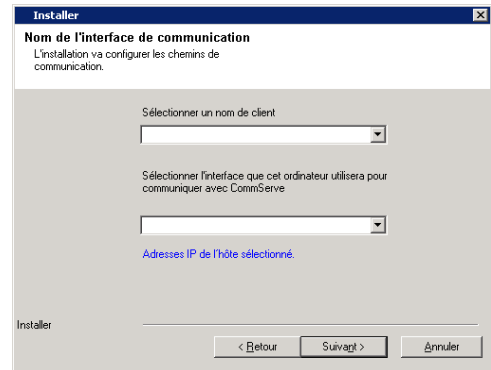 Installer
Nom de l'interface de communication
L'installation va configurer les chemins de
communication.
Sélectionner un nom de client
Sélectionner l'interface que cet ordinateur utilisera pour
communiquer avec CommServe
Adresses IP de l'hôte sélectionné.
Installer
< Retour
Suivant >
Annuler